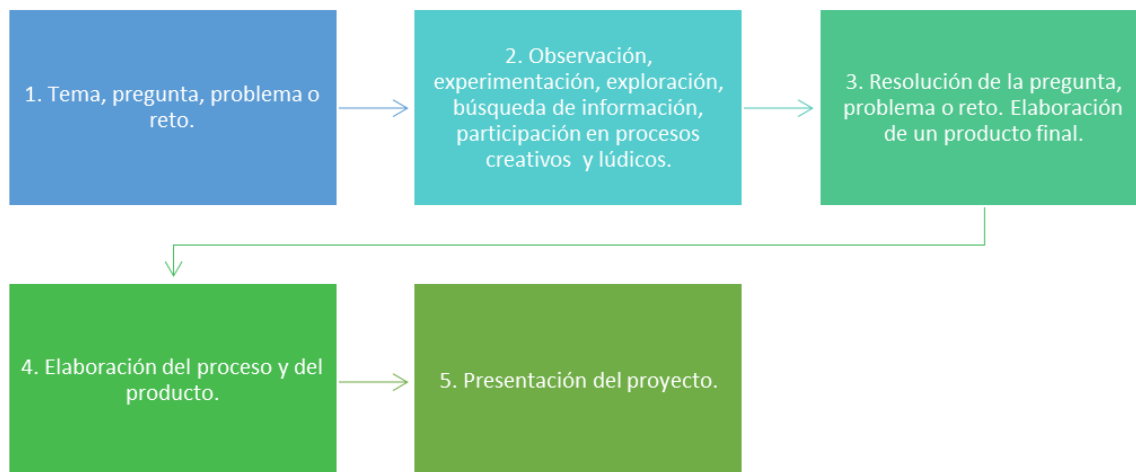 1. Tema, pregunta, problema o
reto.
2. Observación,
experimentación, exploración,
búsqueda de información,
participación en procesos
creativos y lúdicos.
3. Resolución de la pregunta,
problema o reto. Elaboración
de un producto final.
4. Elaboración del proceso y del
producto.
5. Presentación del proyecto.